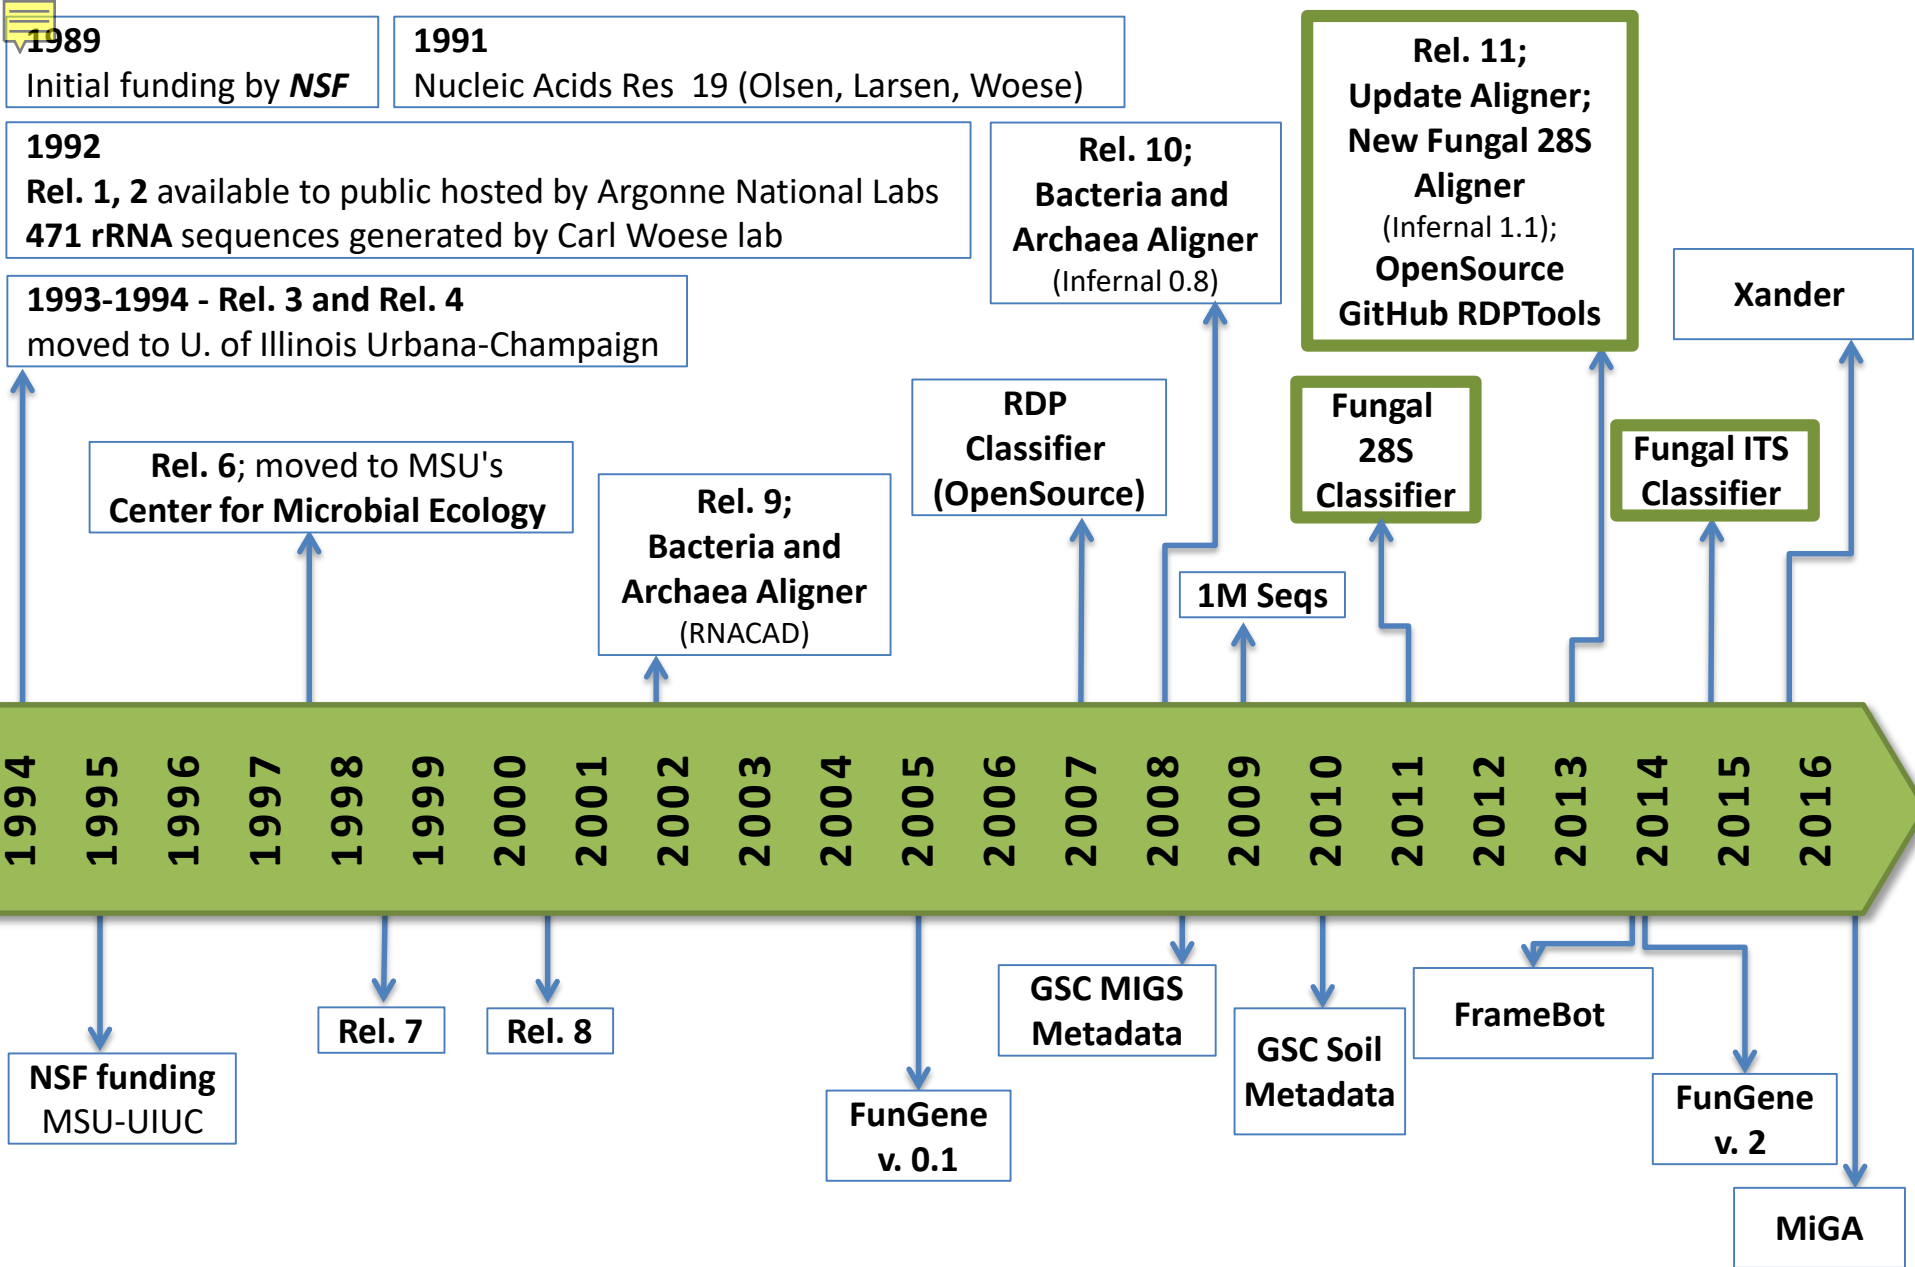 1989
Initial funding by NSF
1991
Nucleic Acids Res 19 (Olsen, Larsen, Woese)
1992
Rel. 1, 2 available to public hosted by Argonne National Labs
471 rRNA sequences generated by Carl Woese lab
1993-1994 - Rel. 3 and Rel. 4
moved to U. of Illinois Urbana-Champaign
Rel. 6; moved to MSU's
Center for Microbial Ecology
Rel. 9;
Bacteria and
Archaea Aligner
(RNACAD)
RDP
Classifier
(OpenSource)
Rel. 10;
Bacteria and
Archaea Aligner
(Infernal 0.8)
1M Seqs
Fungal
28S
Classifier
Rel. 11;
Update Aligner;
New Fungal 28S
Aligner
(Infernal 1.1);
OpenSource
GitHub RDPTools
Fungal ITS
Classifier
Xander
1994
1995
1996
1997
1998
1999
2000
2001
2002
2003
2004
2005
2006
2007
2008
2009
2010
2011
2012
2013
2014
2015
2016
NSF funding
MSU-UIUC
Rel. 7
Rel. 8
FunGene
v. 0.1
GSC MIGS
Metadata
GSC Soil
Metadata
FrameBot
FunGene
v. 2
MiGA